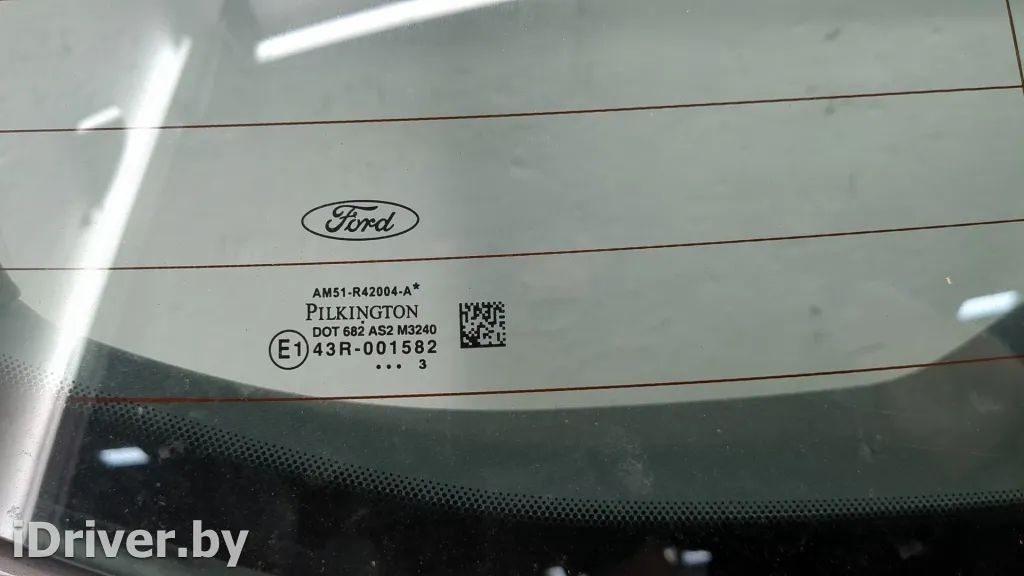 Ford
AM51-R42004-A*
PILKINGTON
DOT 682 AS2 M3240
E1 43R-001582
... 3
iDriver.by